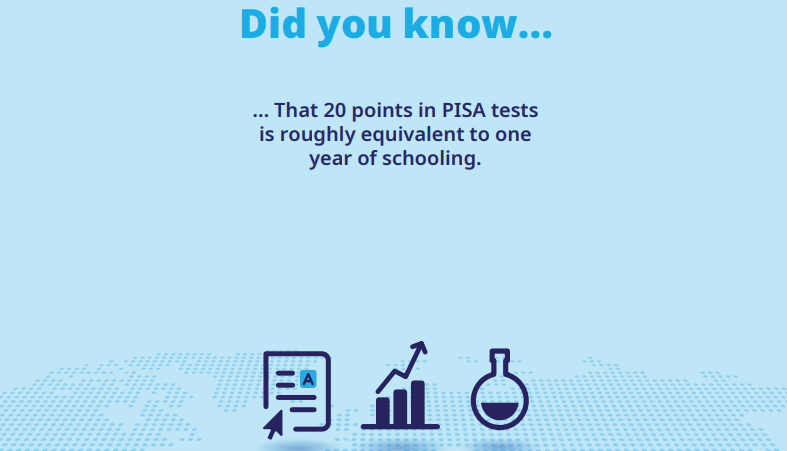 Did you know...
... That 20 points in PISA tests
is roughly equivalent to one
year of schooling.
A